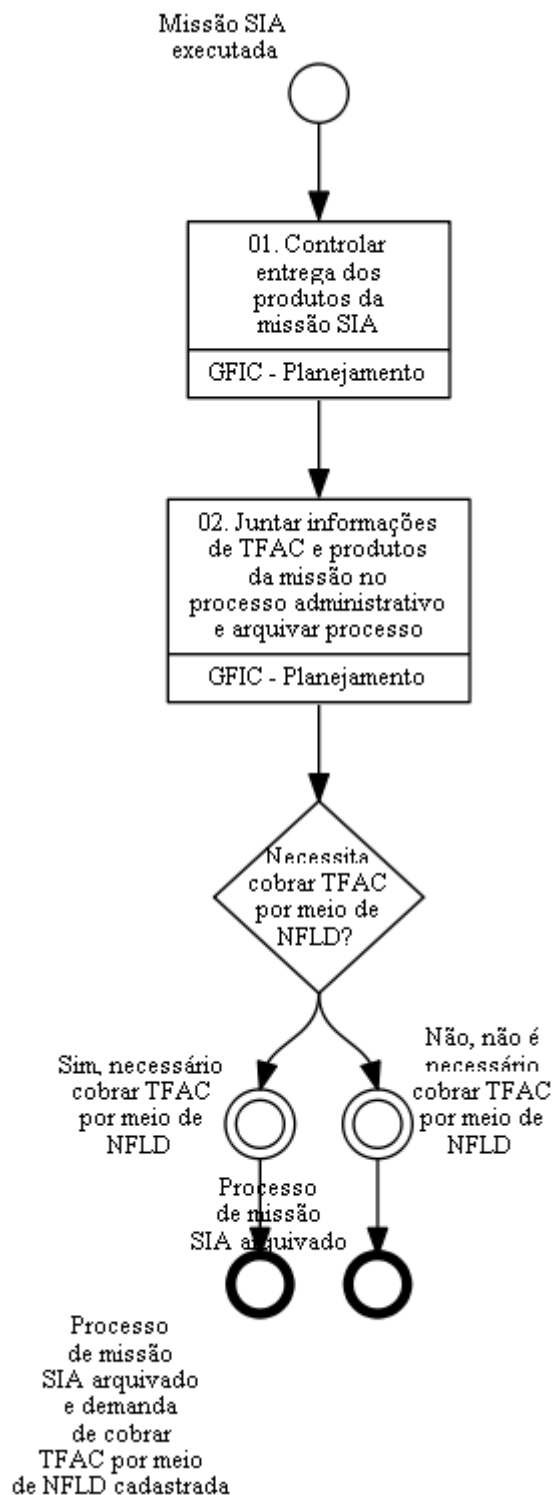 Missão SIA
executada
01. Controlar
entrega dos
produtos da
missão SIA
GFIC - Planejamento
02. Juntar informações
de TFAC e produtos
da missão no
processo administrativo
e arquivar processo
GFIC - Planejamento
Necessita
cobrar TFAC
por meio de
NFLD?
Sim, necessário
cobrar TFAC
por meio de
NFLD
Não, não é
necessário
cobrar TFAC
por meio de
NFLD
Processo
de missão
SIA arquivado
Processo
de missão
SIA arquivado
e demanda
de cobrar
TFAC por meio
de NFLD cadastrada